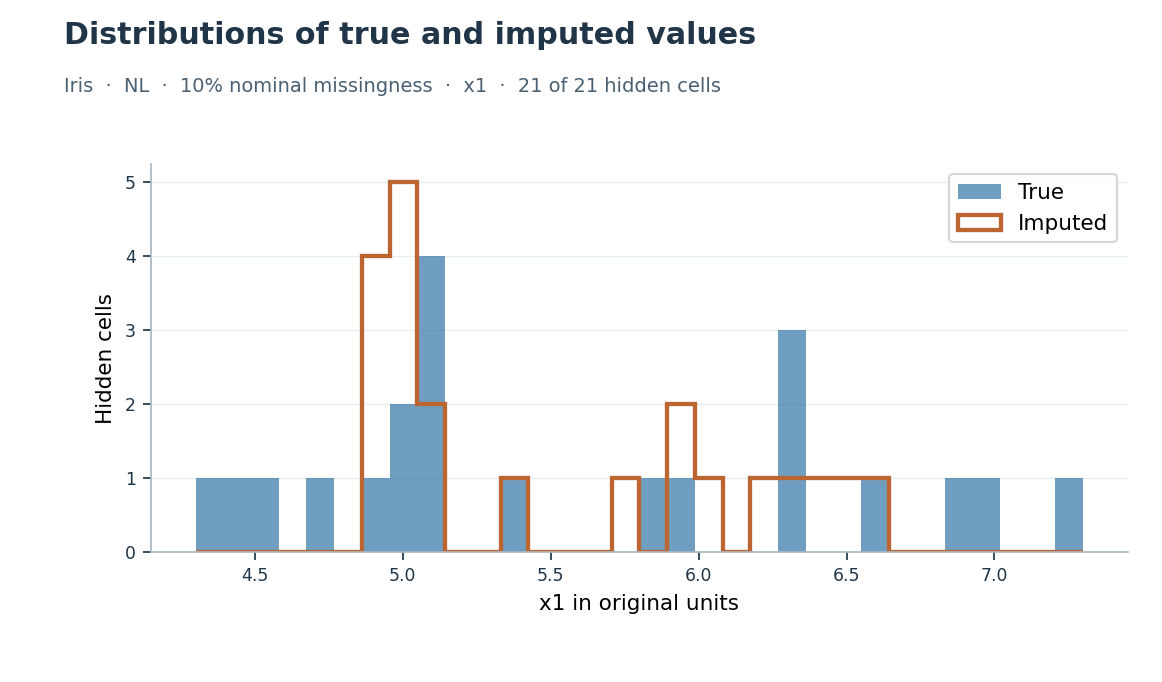 Distributions of true and imputed values
Iris · NL · 10% nominal missingness · x1 · 21 of 21 hidden cells
True
Imputed
Hidden cells
5
4
3
2
1
0
4.5 5.0 5.5 6.0 6.5 7.0
x1 in original units